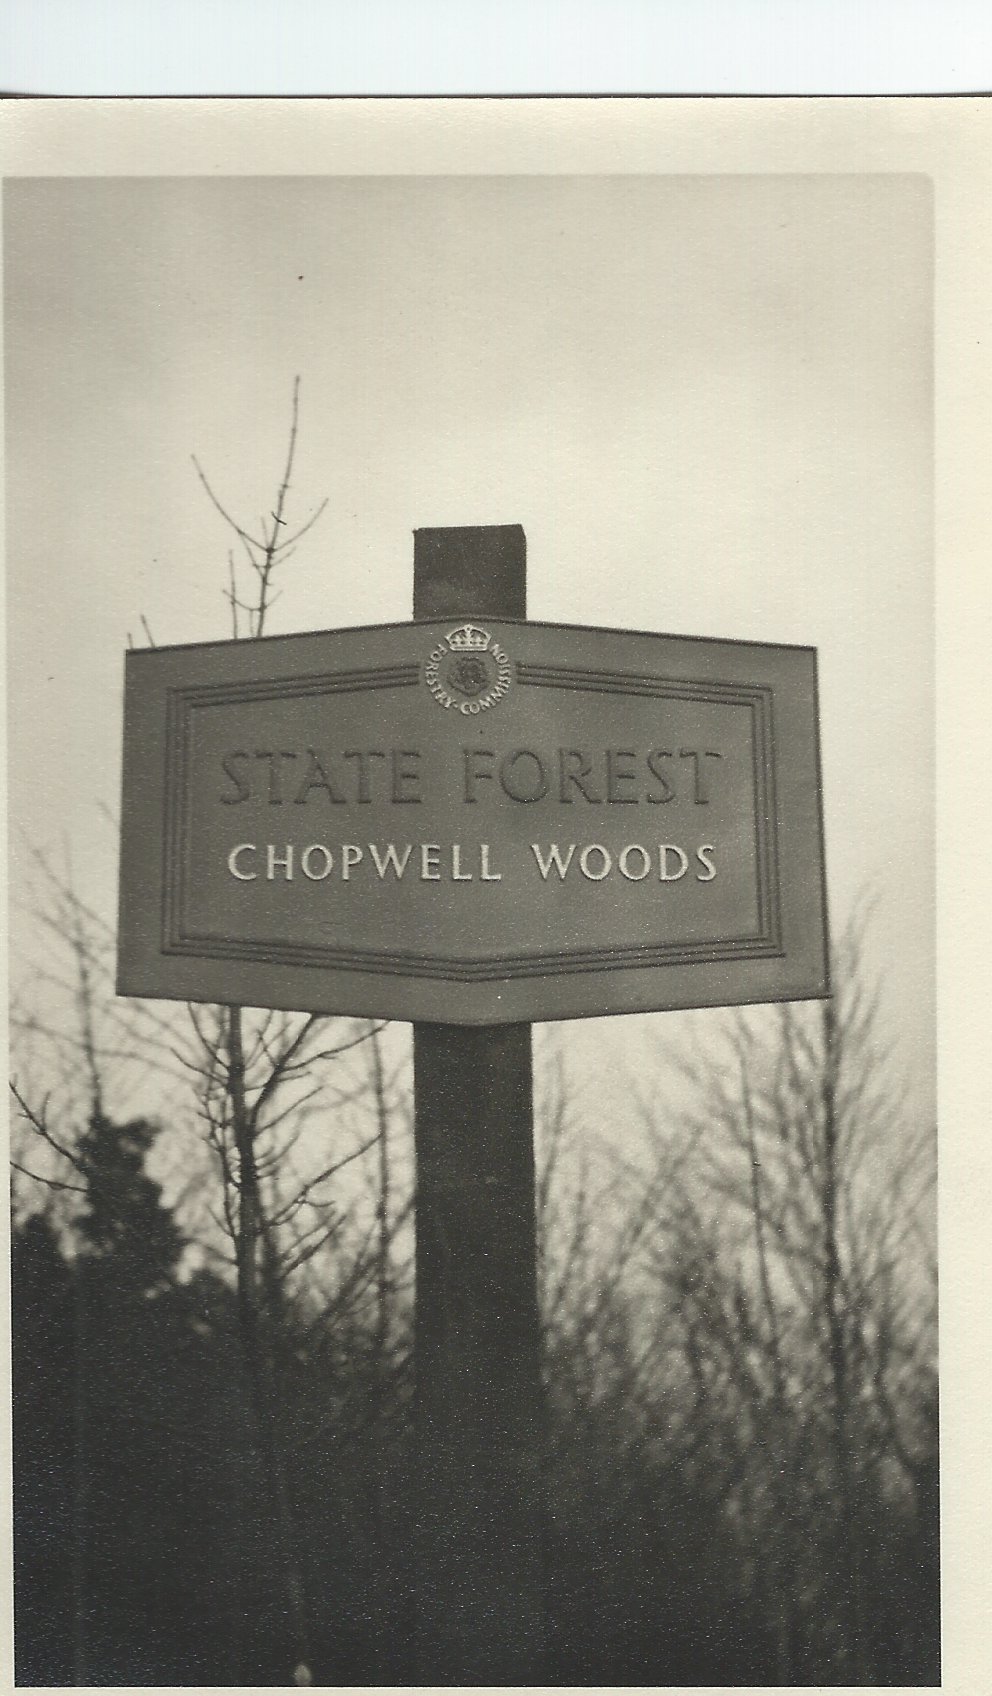 FORESTRY·COMMISSION
STATE FOREST
CHOPWELL WOODS